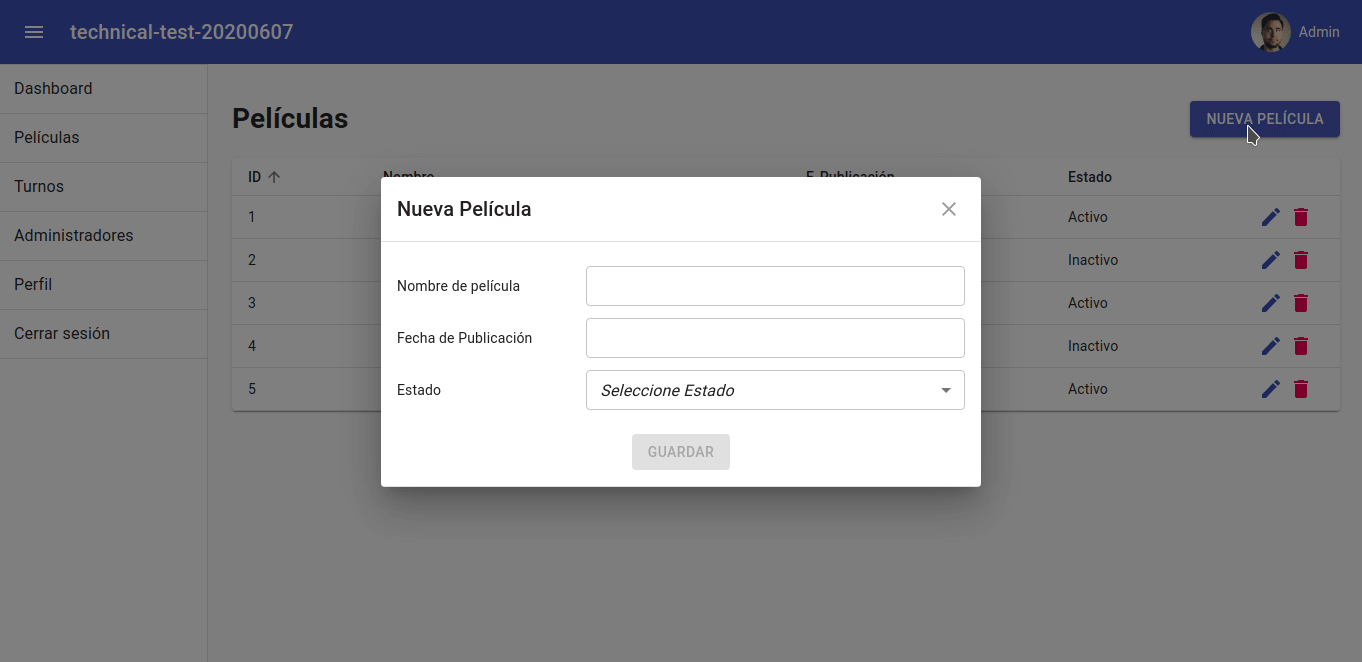 technical-test-20200607
Admin
Dashboard
Películas
Turnos
Administradores
Perfil
Cerrar sesión
Películas
NUEVA PELÍCULA
ID Nombre F. Publicación Estado
1 Activo
2 Inactivo
3 Activo
4 Inactivo
5 Activo
Nueva Película
Nombre de película
Fecha de Publicación
Estado Seleccione Estado
GUARDAR